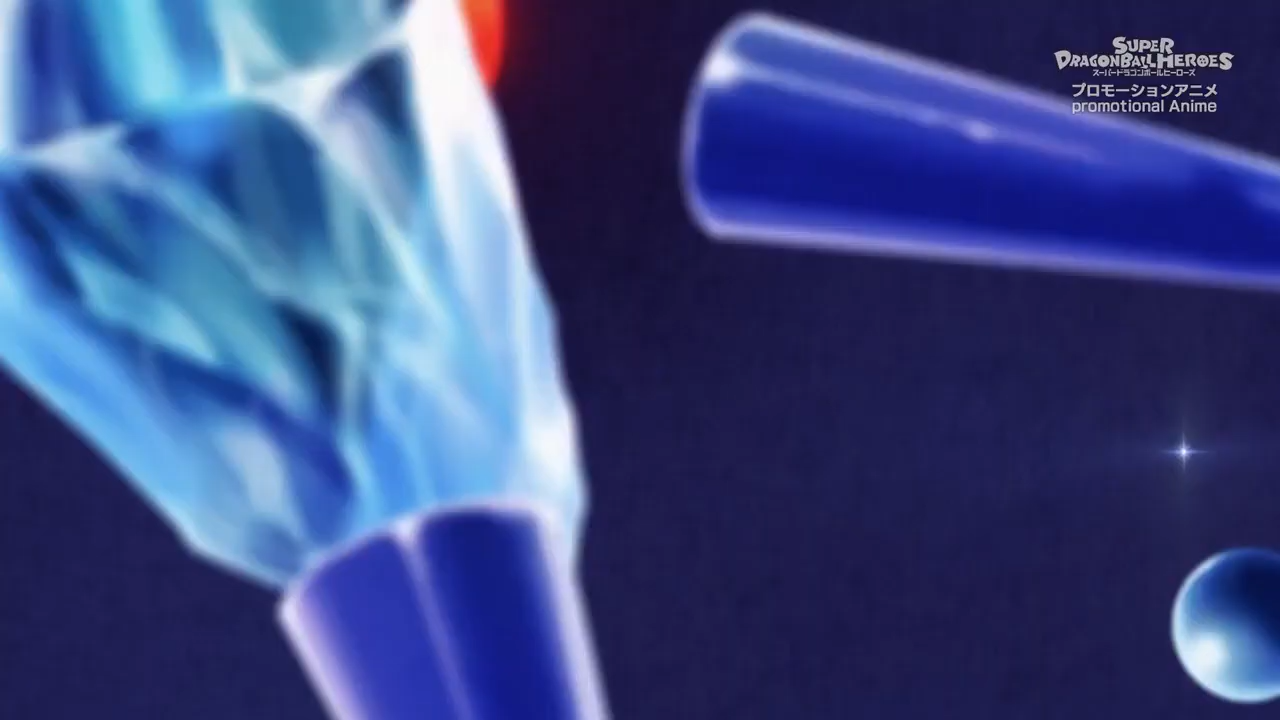 SUPER
DRAGONBALL HEROES
スーパードラゴンボールヒーローズ
プロモーションアニメ
promotional Anime